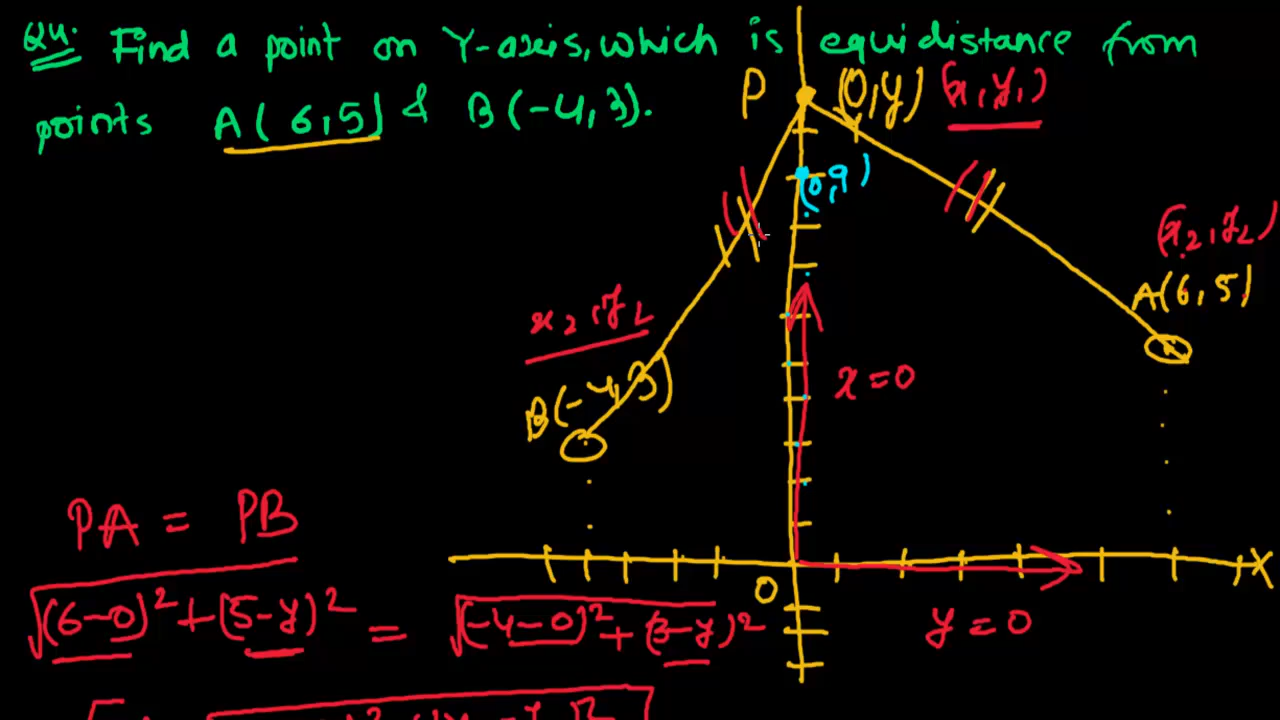 Q4. Find a point on Y-axis, which is equidistance from
points A(6,5) & B(-4,3).
P (0,y) (x₁,y₁)
(0,9)
(x₂,y₂)
A(6,5)
x₂,y₂
B(-4,3)
x=0
PA = PB
O
X
√(6-0)²+(5-y)² = √(-4-0)²+(3-y)²
y=0